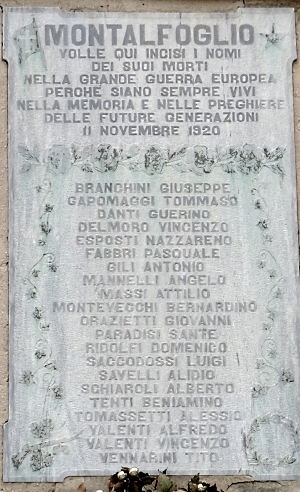 MONTALFOGLIO
VOLLE QUI INCISI I NOMI
DEI SUOI MORTI
NELLA GRANDE GUERRA EUROPEA
PERCHÉ SIANO SEMPRE VIVI
NELLA MEMORIA E NELLE PREGHIERE
DELLE FUTURE GENERAZIONI
11 NOVEMBRE 1920
BRANCHINI GIUSEPPE
CAPOMAGGI TOMMASO
DANTI GUERINO
DELMORO VINCENZO
ESPOSTI NAZZARENO
FABBRI PASQUALE
GILI ANTONIO
MANNELLI ANGELO
MASSI ATTILIO
MONTEVECCHI BERNARDINO
ORAZIETTI GIOVANNI
PARADISI SANTE
RIDOLFI DOMENICO
SACCODOSSI LUIGI
SAVELLI ALIDIO
SCHIAROLI ALBERTO
TENTI BENIAMINO
TOMASSETTI ALESSIO
VALENTI ALFREDO
VALENTI VINCENZO
VENNARINI TITO